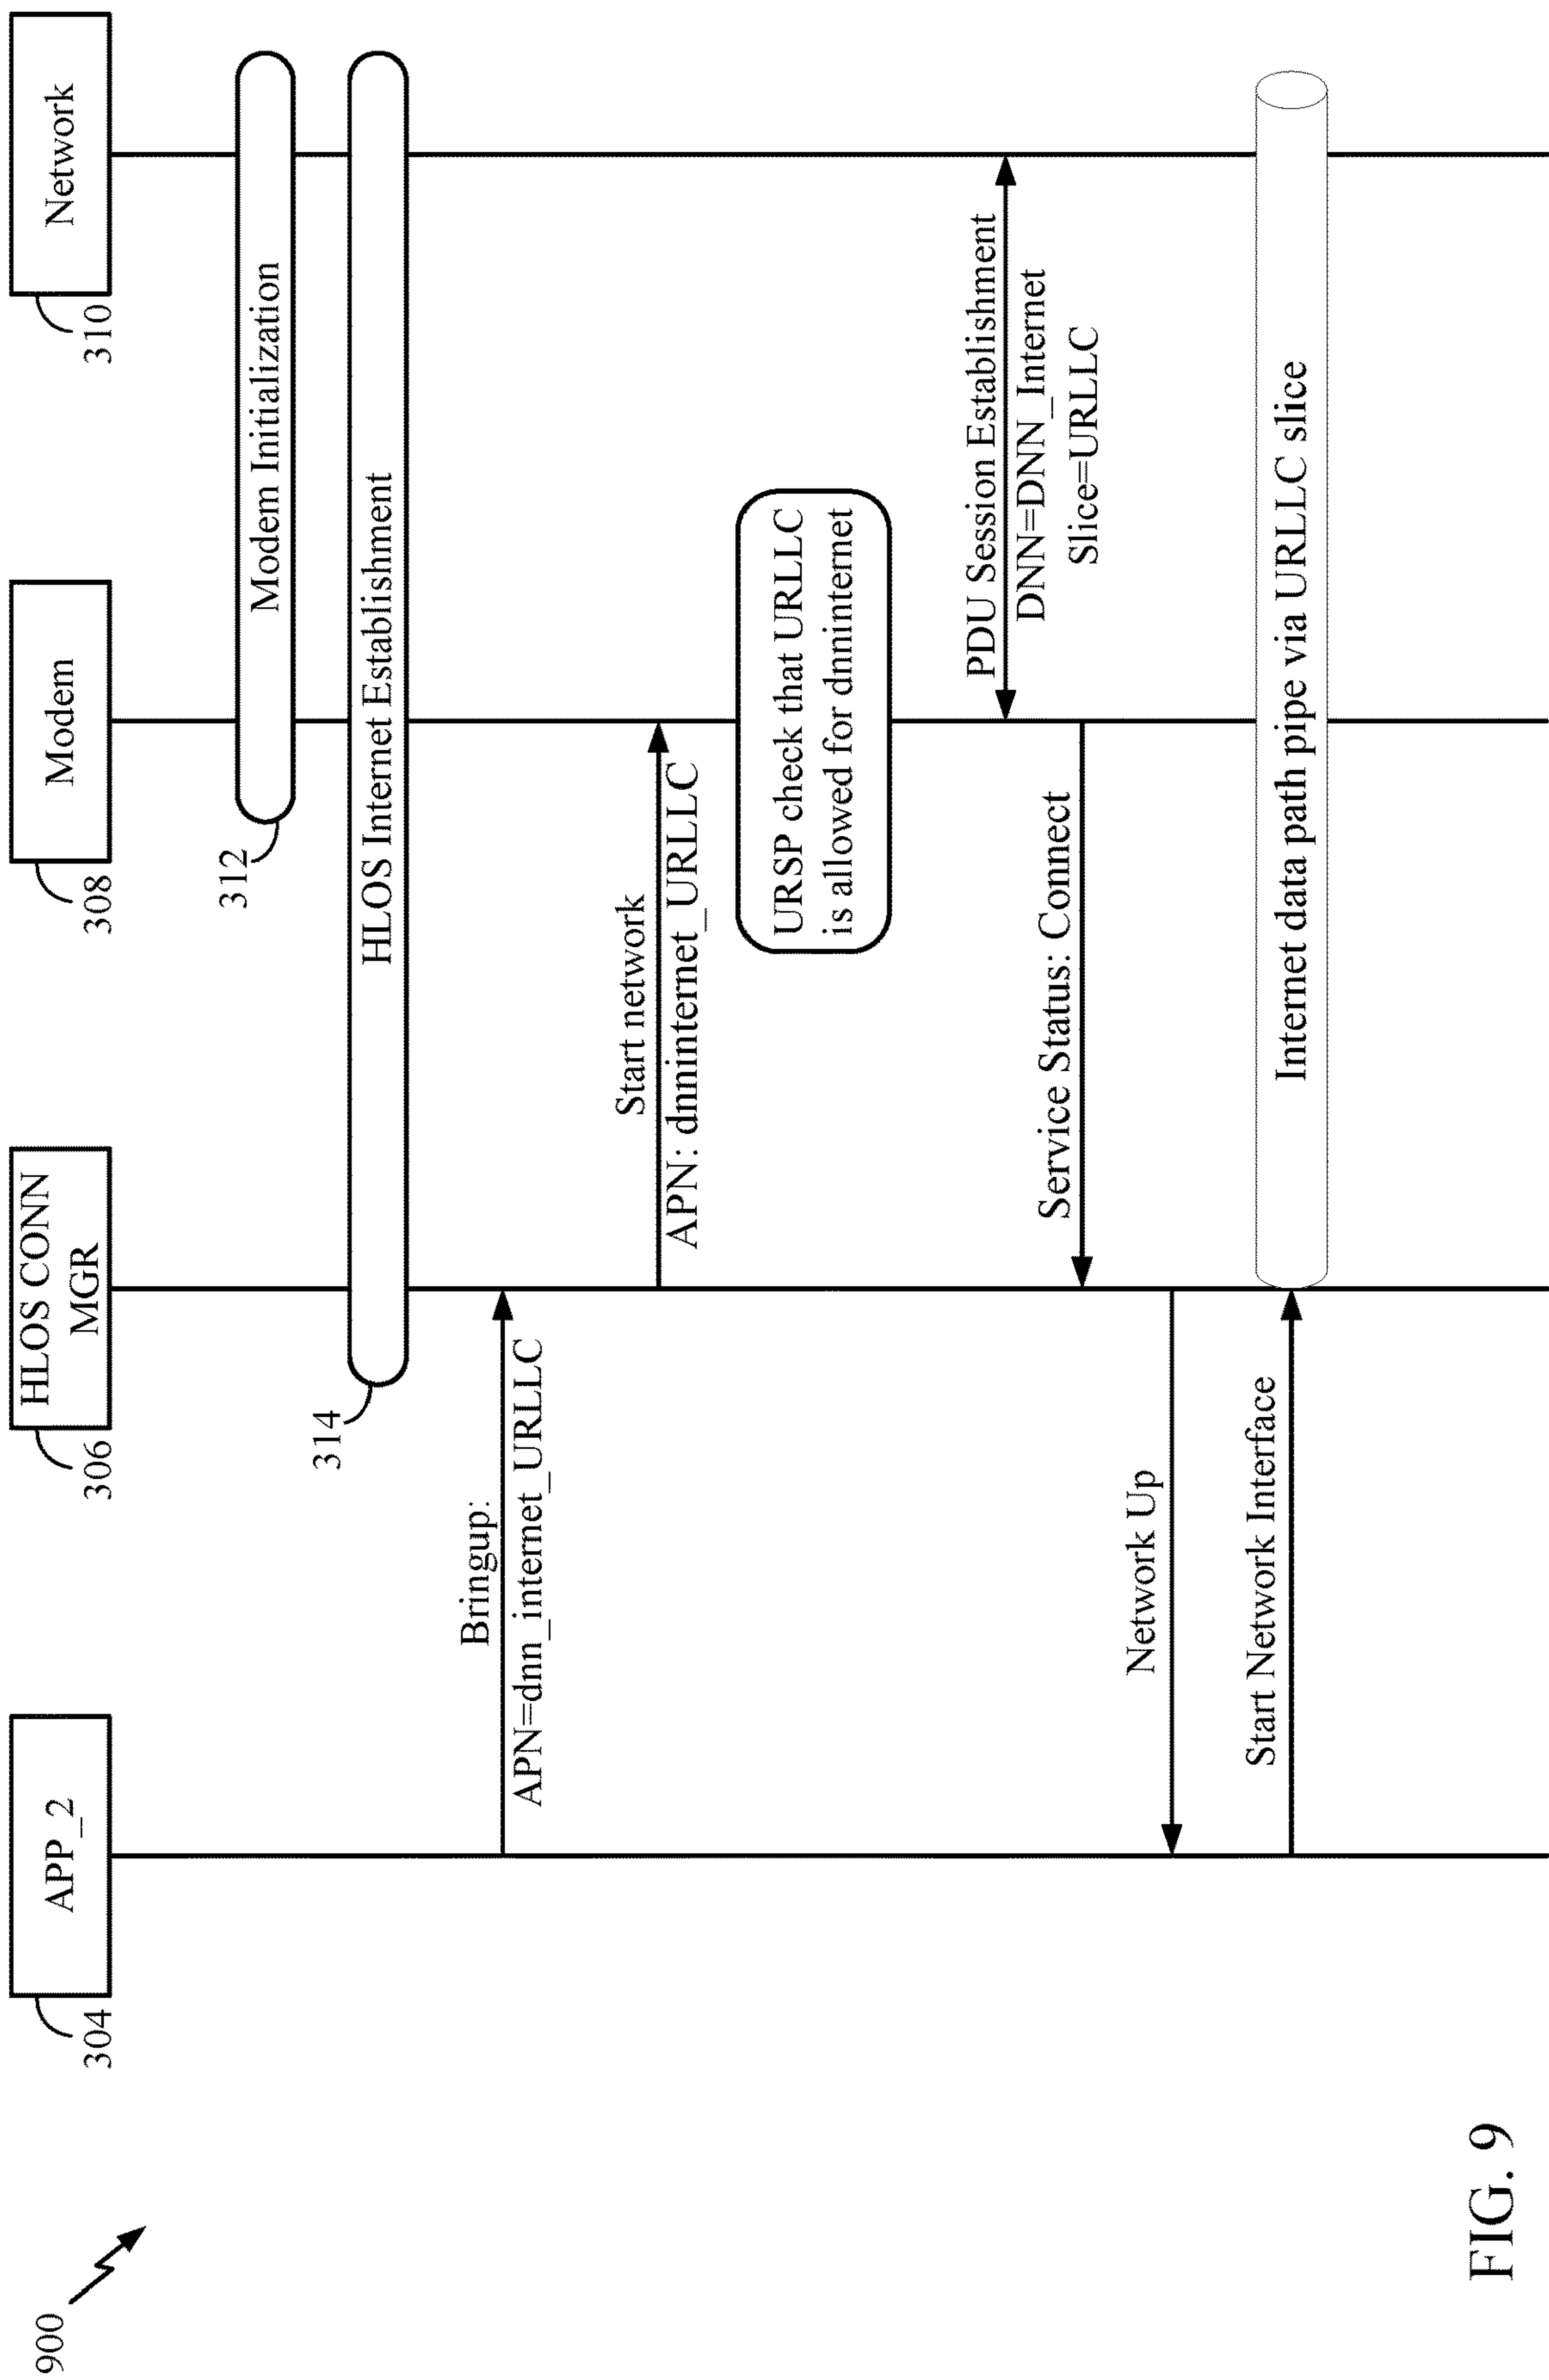 900
APP_2
304
HLOS CONN
MGR
306
Modem
308
Network
310
Modem Initialization
312
HLOS Internet Establishment
314
Bringup:
APN=dnn_internet_URLLC
Start network
APN: dnninternet_URLLC
URSP check that URLLC
is allowed for dnninternet
PDU Session Establishment
DNN=DNN_Internet
Slice=URLLC
Service Status: Connect
Network Up
Start Network Interface
Internet data path pipe via URLLC slice
FIG. 9